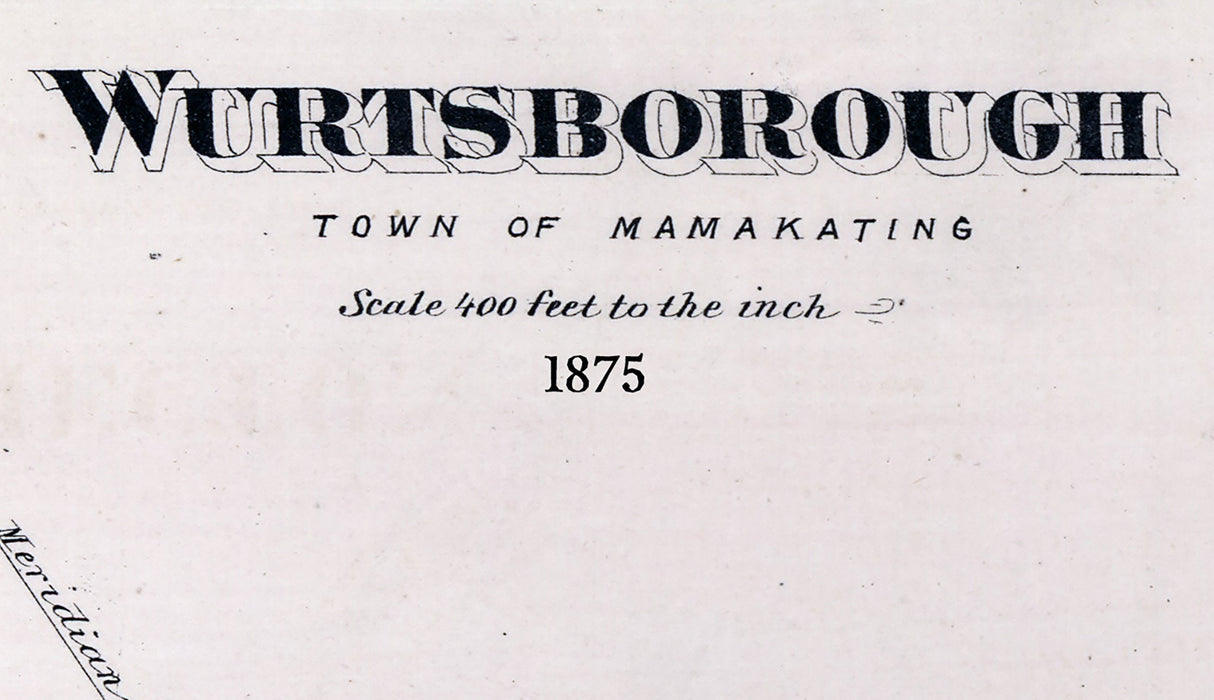 WURTSBOROUGH
TOWN OF MAMAKATING
Scale 400 feet to the inch
1875
Meridian